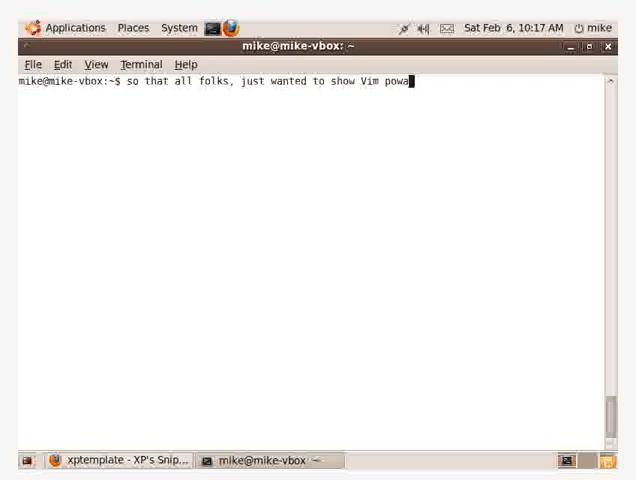 Applications Places System Sat Feb 6, 10:17 AM mike
mike@mike-vbox: ~
File Edit View Terminal Help
mike@mike-vbox:~$ so that all folks, just wanted to show Vim powa
xptemplate - XP's Snip... mike@mike-vbox: ~